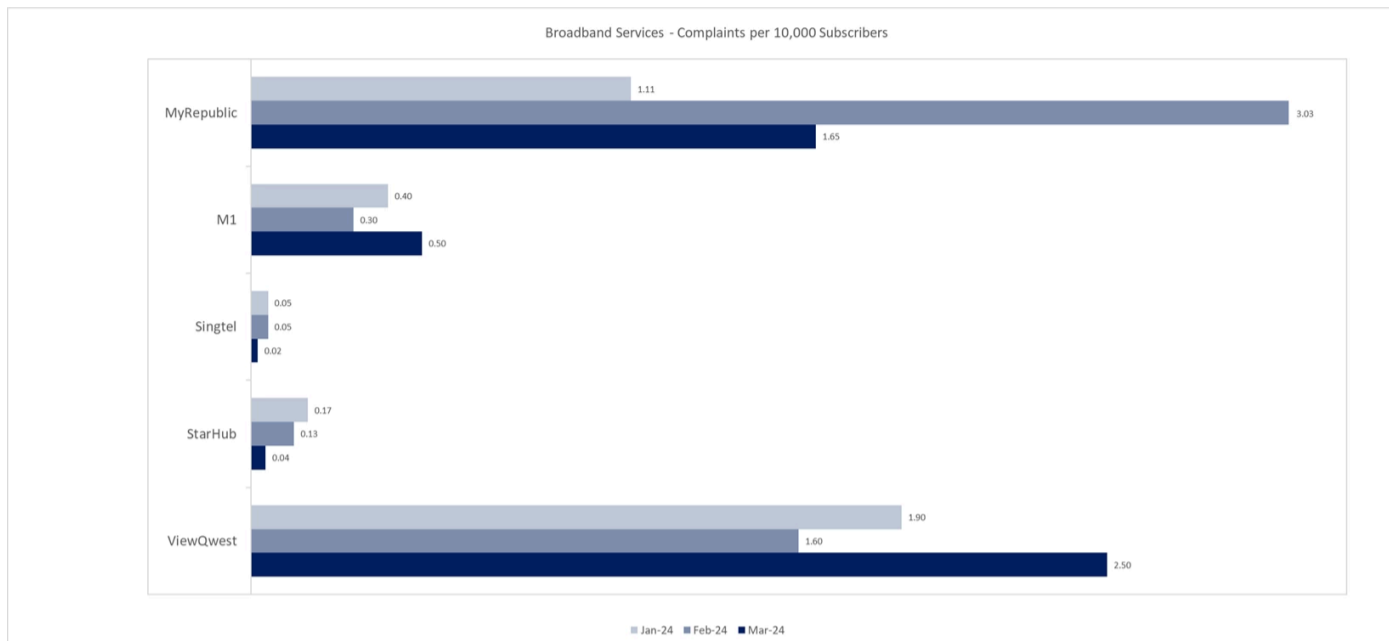 Broadband Services - Complaints per 10,000 Subscribers
MyRepublic
1.11
3.03
1.65
M1
0.40
0.30
0.50
Singtel
0.05
0.05
0.02
StarHub
0.17
0.13
0.04
ViewQwest
1.90
1.60
2.50
Jan-24 Feb-24 Mar-24